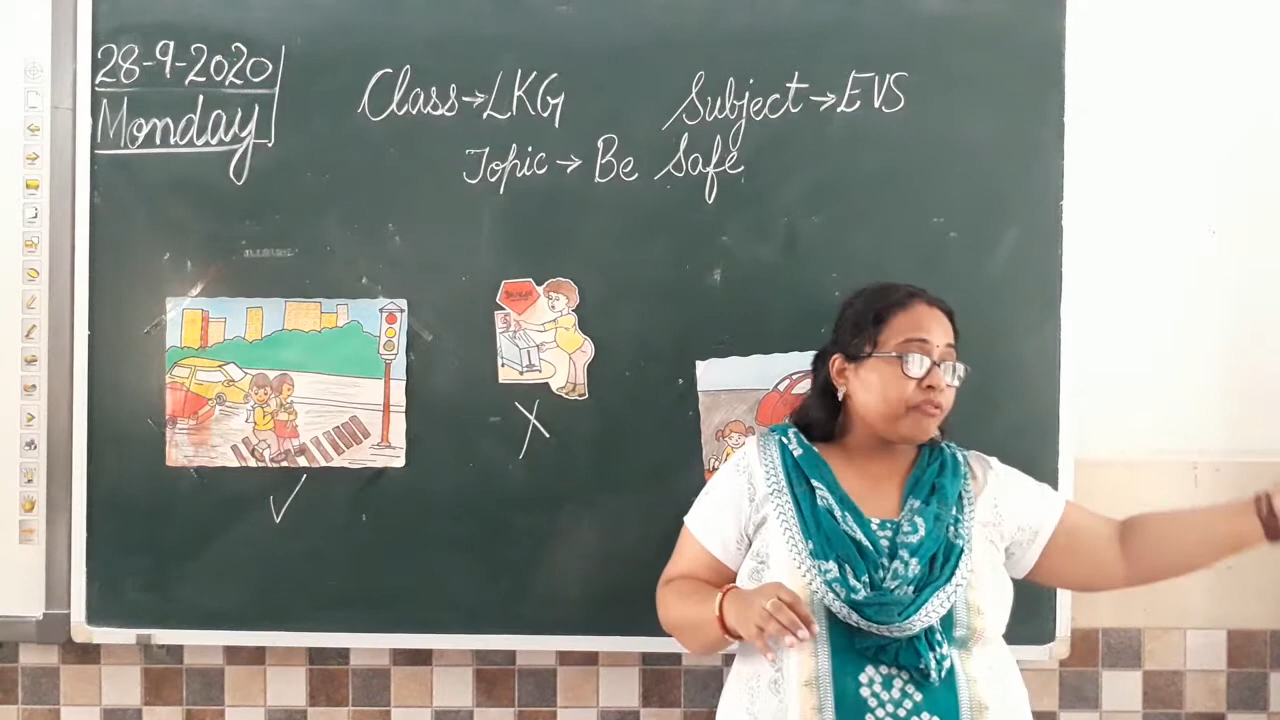 28-9-2020
Monday
Class→LKG
Subject→EVS
Topic→Be Safe